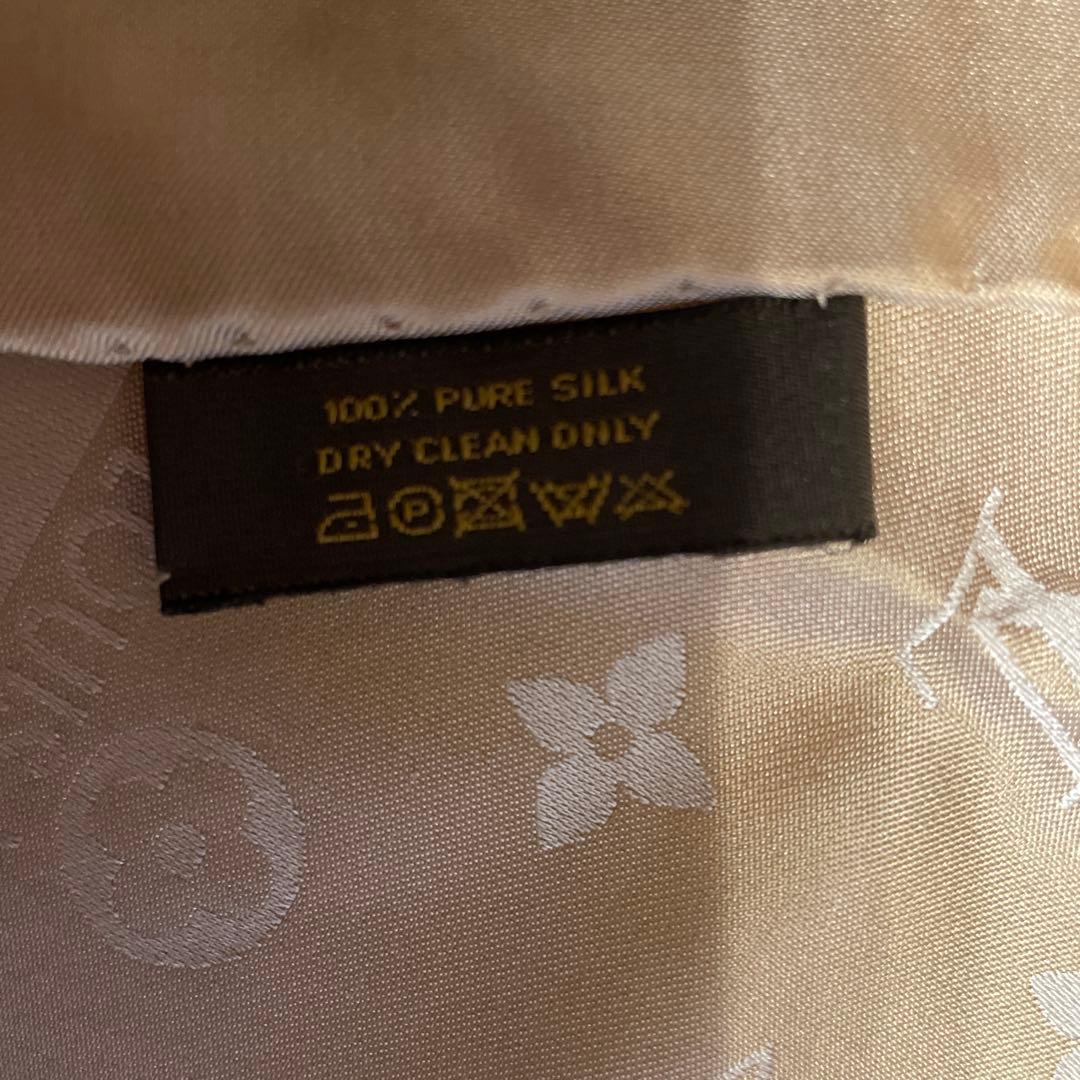 100% PURE SILK
DRY CLEAN ONLY
P